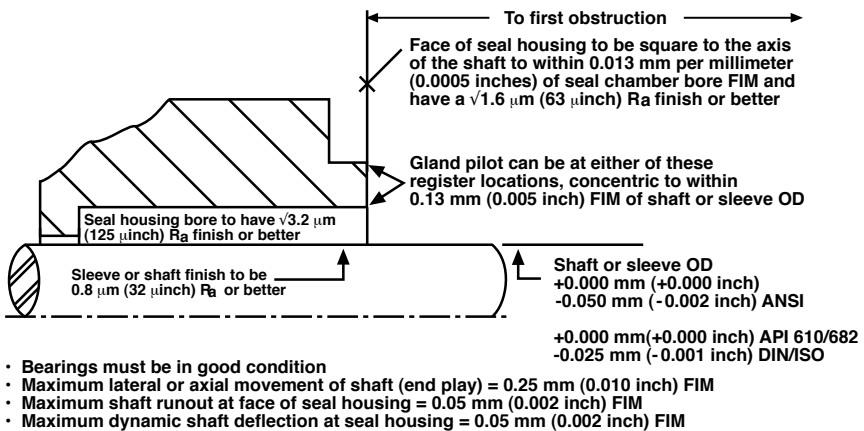 To first obstruction
Face of seal housing to be square to the axis
of the shaft to within 0.013 mm per millimeter
(0.0005 inches) of seal chamber bore FIM and
have a √1.6 μm (63 μinch) Ra finish or better
Gland pilot can be at either of these
register locations, concentric to within
0.13 mm (0.005 inch) FIM of shaft or sleeve OD
Seal housing bore to have √3.2 μm
(125 μinch) Ra finish or better
Sleeve or shaft finish to be
0.8 μm (32 μinch) Ra or better
Shaft or sleeve OD
+0.000 mm (+0.000 inch)
-0.050 mm (-0.002 inch) ANSI
+0.000 mm(+0.000 inch) API 610/682
-0.025 mm (-0.001 inch) DIN/ISO
· Bearings must be in good condition
· Maximum lateral or axial movement of shaft (end play) = 0.25 mm (0.010 inch) FIM
· Maximum shaft runout at face of seal housing = 0.05 mm (0.002 inch) FIM
· Maximum dynamic shaft deflection at seal housing = 0.05 mm (0.002 inch) FIM